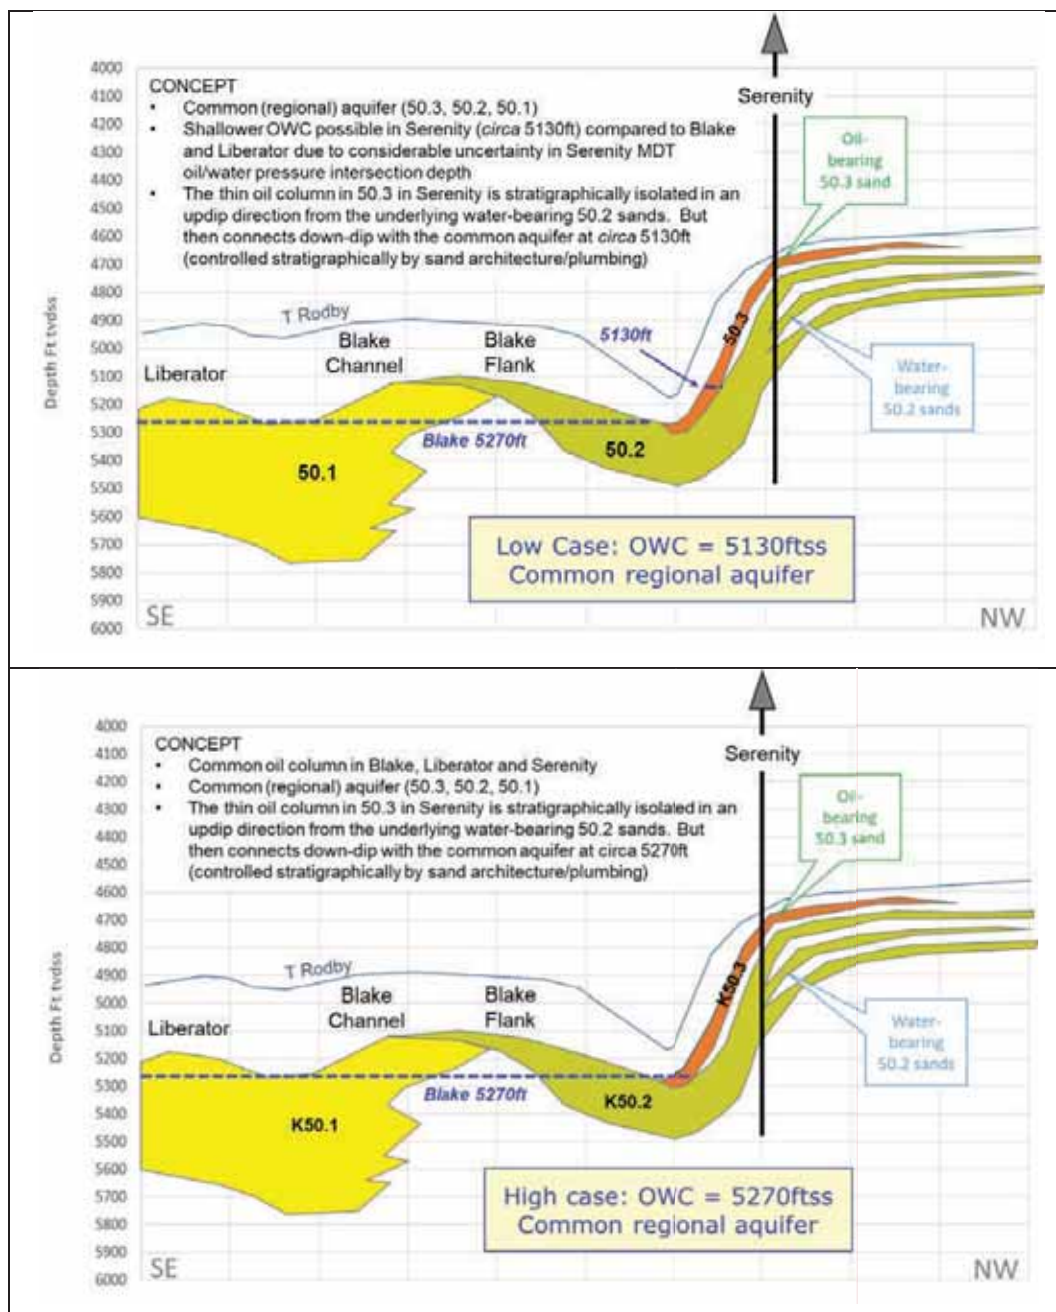 Serenity
CONCEPT
• Common (regional) aquifer (50.3, 50.2, 50.1)
• Shallower OWC possible in Serenity (circa 5130ft) compared to Blake
and Liberator due to considerable uncertainty in Serenity MDT
oil/water pressure intersection depth
• The thin oil column in 50.3 in Serenity is stratigraphically isolated in an
updip direction from the underlying water-bearing 50.2 sands. But
then connects down-dip with the common aquifer at circa 5130ft
(controlled stratigraphically by sand architecture/plumbing)
Oil-
bearing
50.3 sand
4000
4100
4200
4300
4400
4500
4600
4700
4800
4900
5000
5100
5200
5300
5400
5500
5600
5700
5800
5900
6000
Depth Ft tvdss
T Rodby
Liberator
Blake
Channel
Blake
Flank
5130ft
50.3
Water-
bearing
50.2 sands
Blake 5270ft
50.1
50.2
Low Case: OWC = 5130ftss
Common regional aquifer
SE
NW
Serenity
CONCEPT
• Common oil column in Blake, Liberator and Serenity
• Common (regional) aquifer (50.3, 50.2, 50.1)
• The thin oil column in 50.3 in Serenity is stratigraphically isolated in an
updip direction from the underlying water-bearing 50.2 sands. But
then connects down-dip with the common aquifer at circa 5270ft
(controlled stratigraphically by sand architecture/plumbing)
Oil-
bearing
50.3 sand
4000
4100
4200
4300
4400
4500
4600
4700
4800
4900
5000
5100
5200
5300
5400
5500
5600
5700
5800
5900
6000
Depth Ft tvdss
T Rodby
Liberator
Blake
Channel
Blake
Flank
K50.3
Water-
bearing
50.2 sands
Blake 5270ft
K50.1
K50.2
High case: OWC = 5270ftss
Common regional aquifer
SE
NW